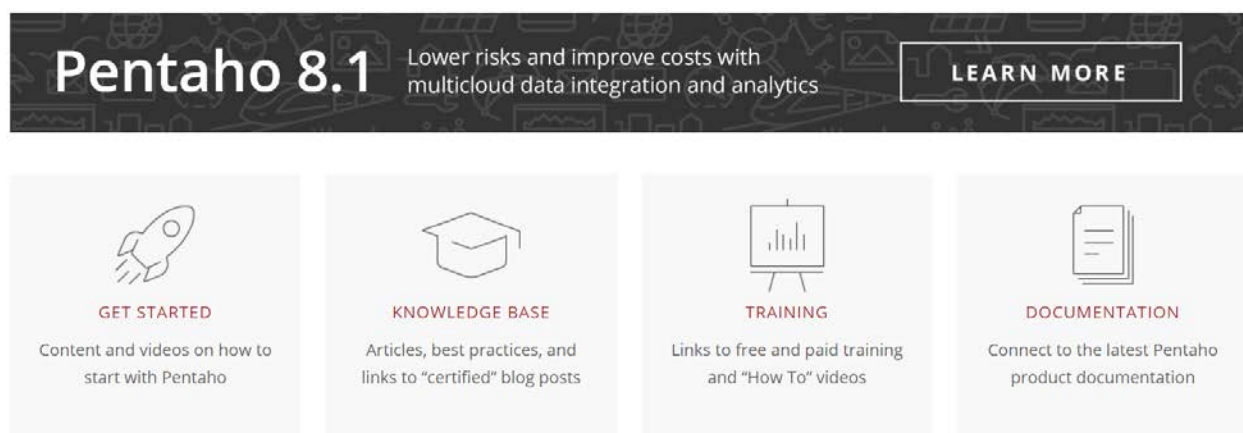 Pentaho 8.1
Lower risks and improve costs with
multicloud data integration and analytics
LEARN MORE
GET STARTED
Content and videos on how to
start with Pentaho
KNOWLEDGE BASE
Articles, best practices, and
links to “certified” blog posts
TRAINING
Links to free and paid training
and “How To” videos
DOCUMENTATION
Connect to the latest Pentaho
product documentation